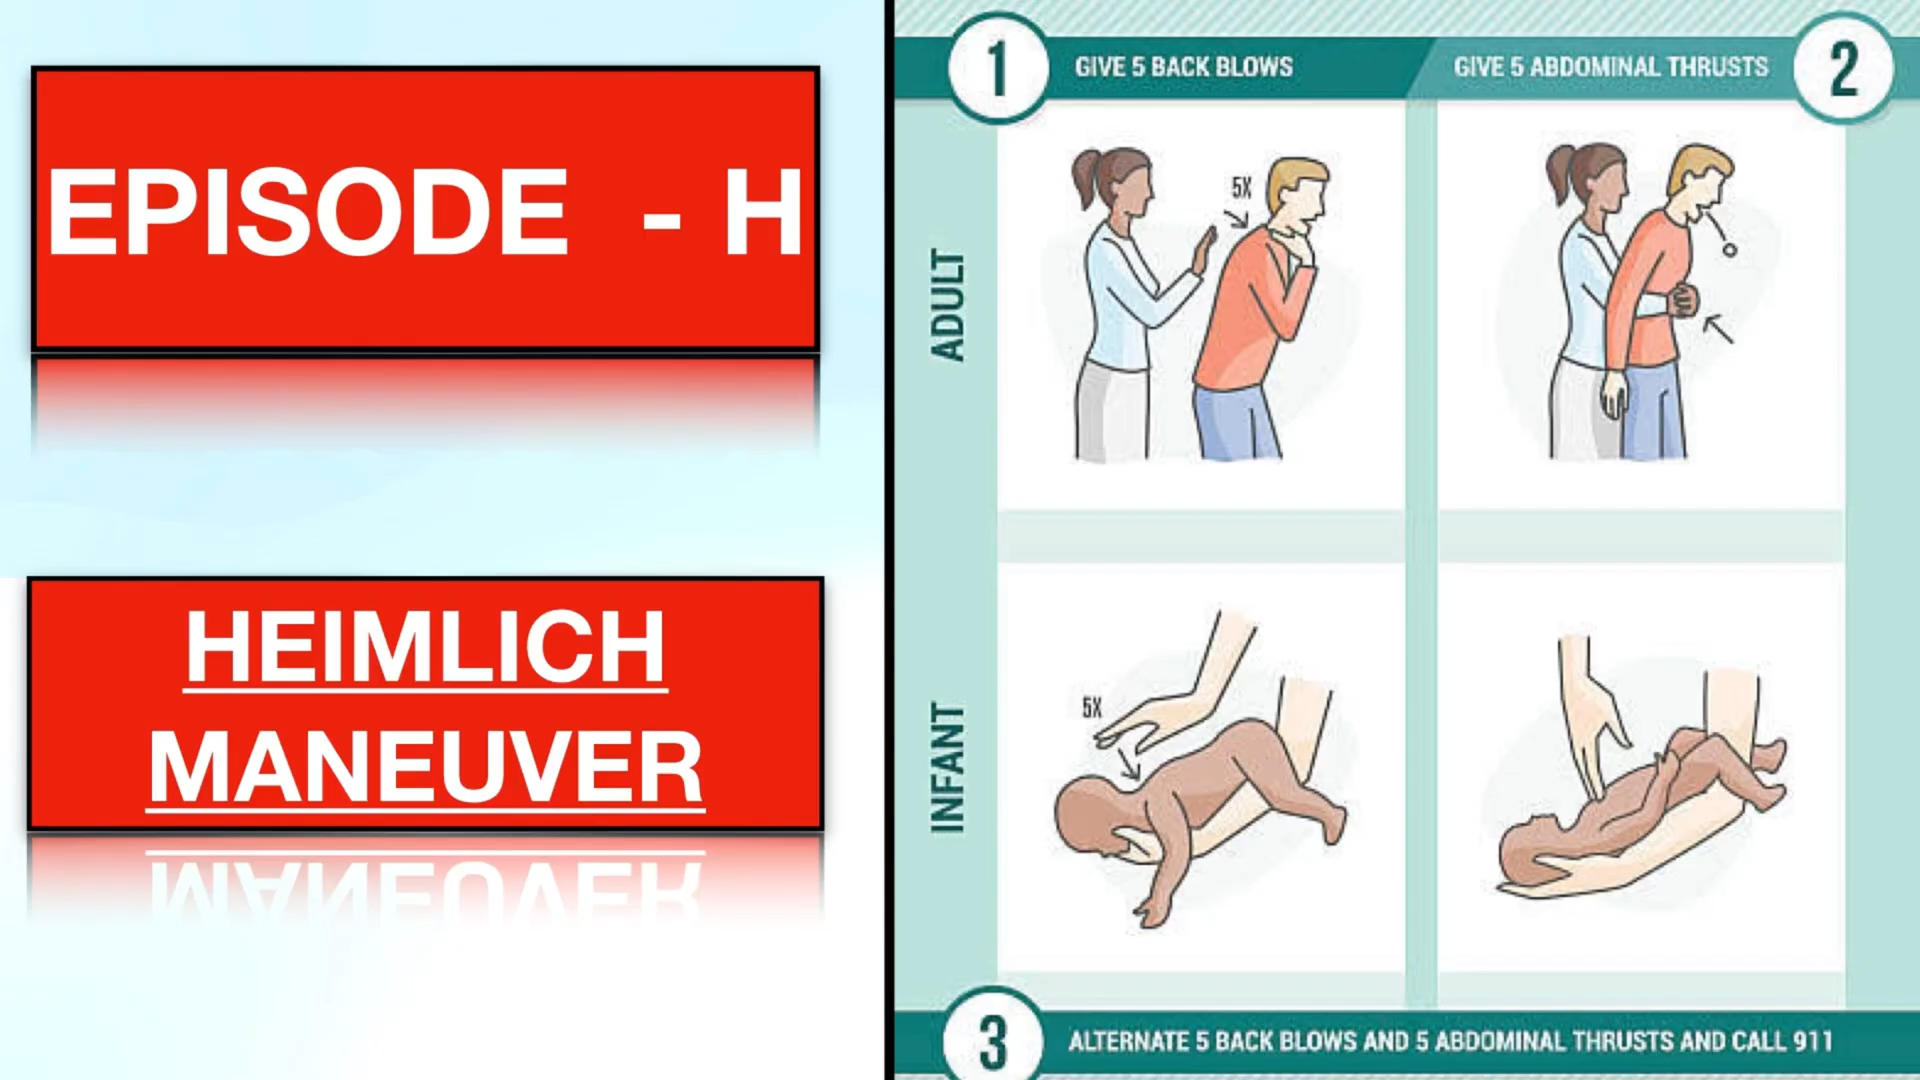 EPISODE - H
HEIMLICH
MANEUVER
1 GIVE 5 BACK BLOWS
GIVE 5 ABDOMINAL THRUSTS 2
ADULT
5X
INFANT
5X
3 ALTERNATE 5 BACK BLOWS AND 5 ABDOMINAL THRUSTS AND CALL 911